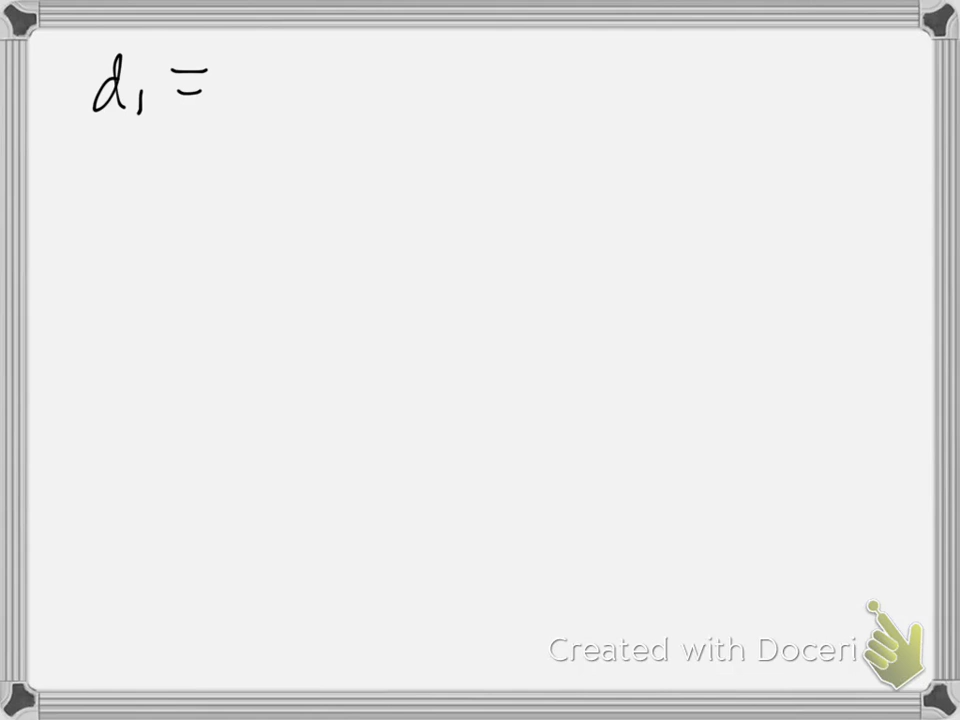 d₁ =
Created with Doceri